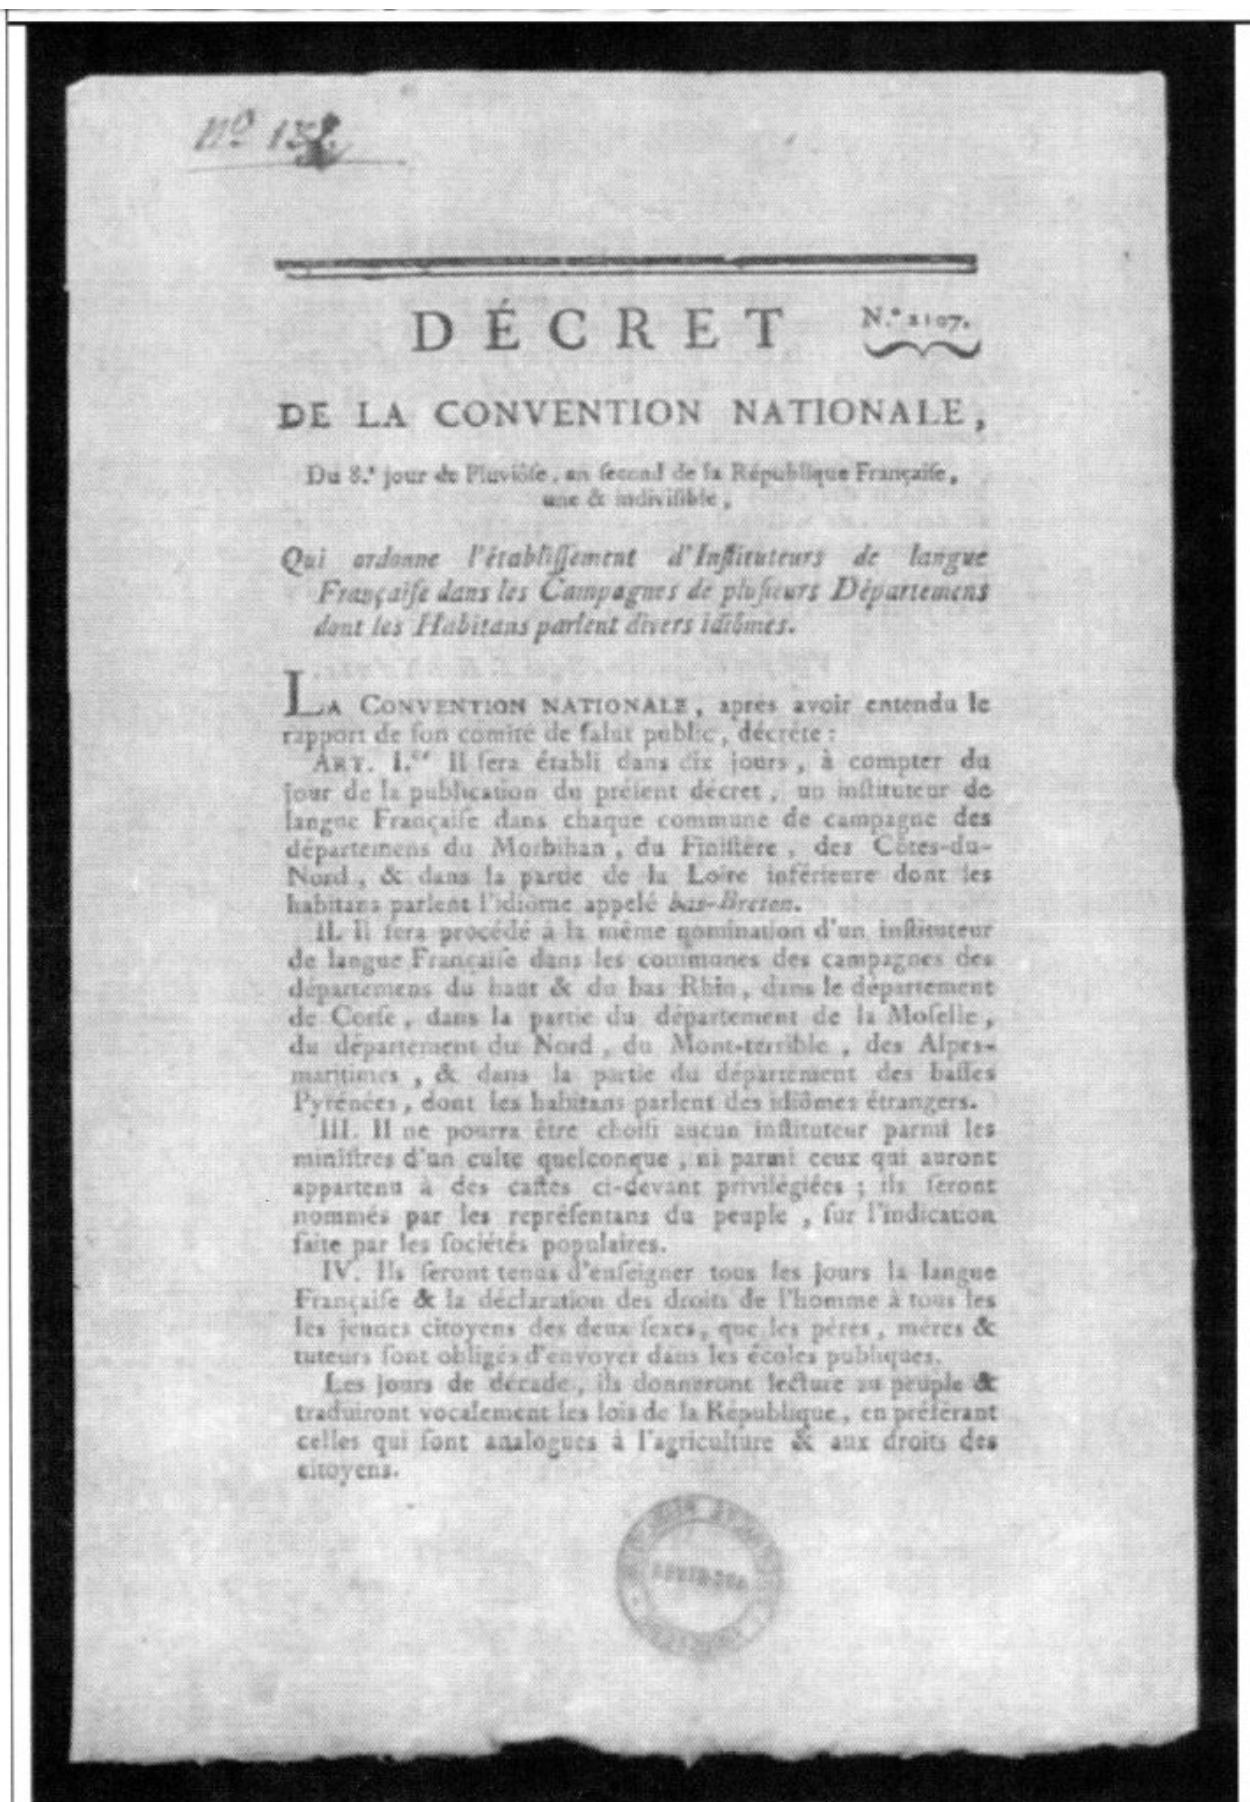 DÉCRET
N.º 2107.
DE LA CONVENTION NATIONALE,
Du 8.ᵉ jour de Pluviôſe, an ſecond de la République Françaiſe,
une & indiviſible,
Qui ordonne l'établiſſement d'Inſtituteurs de langue
Françaiſe dans les Campagnes de pluſieurs Départemens
dont les Habitans parlent divers idiômes.
LA CONVENTION NATIONALE, après avoir entendu le
rapport de ſon comité de ſalut public, décrète :
ART. I.ᵉʳ Il ſera établi dans dix jours, à compter du
jour de la publication du préſent décret, un inſtituteur de
langue Françaiſe dans chaque commune de campagne des
départemens du Morbihan, du Finiſtère, des Côtes-du-
Nord, & dans la partie de la Loire inférieure dont les
habitans parlent l'idiôme appelé bas-Breton.
II. Il ſera procédé à la même nomination d'un inſtituteur
de langue Françaiſe dans les communes des campagnes des
départemens du haut & du bas Rhin, dans le département
de Corſe, dans la partie du département de la Moſelle,
du département du Nord, du Mont-terrible, des Alpes-
maritimes, & dans la partie du département des baſſes
Pyrénées, dont les habitans parlent des idiômes étrangers.
III. Il ne pourra être choiſi aucun inſtituteur parmi les
miniſtres d'un culte quelconque, ni parmi ceux qui auront
appartenu à des caſtes ci-devant privilégiées ; ils ſeront
nommés par les repréſentans du peuple, ſur l'indication
faite par les ſociétés populaires.
IV. Ils ſeront tenus d'enſeigner tous les jours la langue
Françaiſe & la déclaration des droits de l'homme à tous les
les jeunes citoyens des deux ſexes, que les pères, mères &
tuteurs ſont obligés d'envoyer dans les écoles publiques.
Les jours de décade, ils donneront lecture au peuple &
traduiront vocalement les lois de la République, en préférant
celles qui ſont analogues à l'agriculture & aux droits des
citoyens.